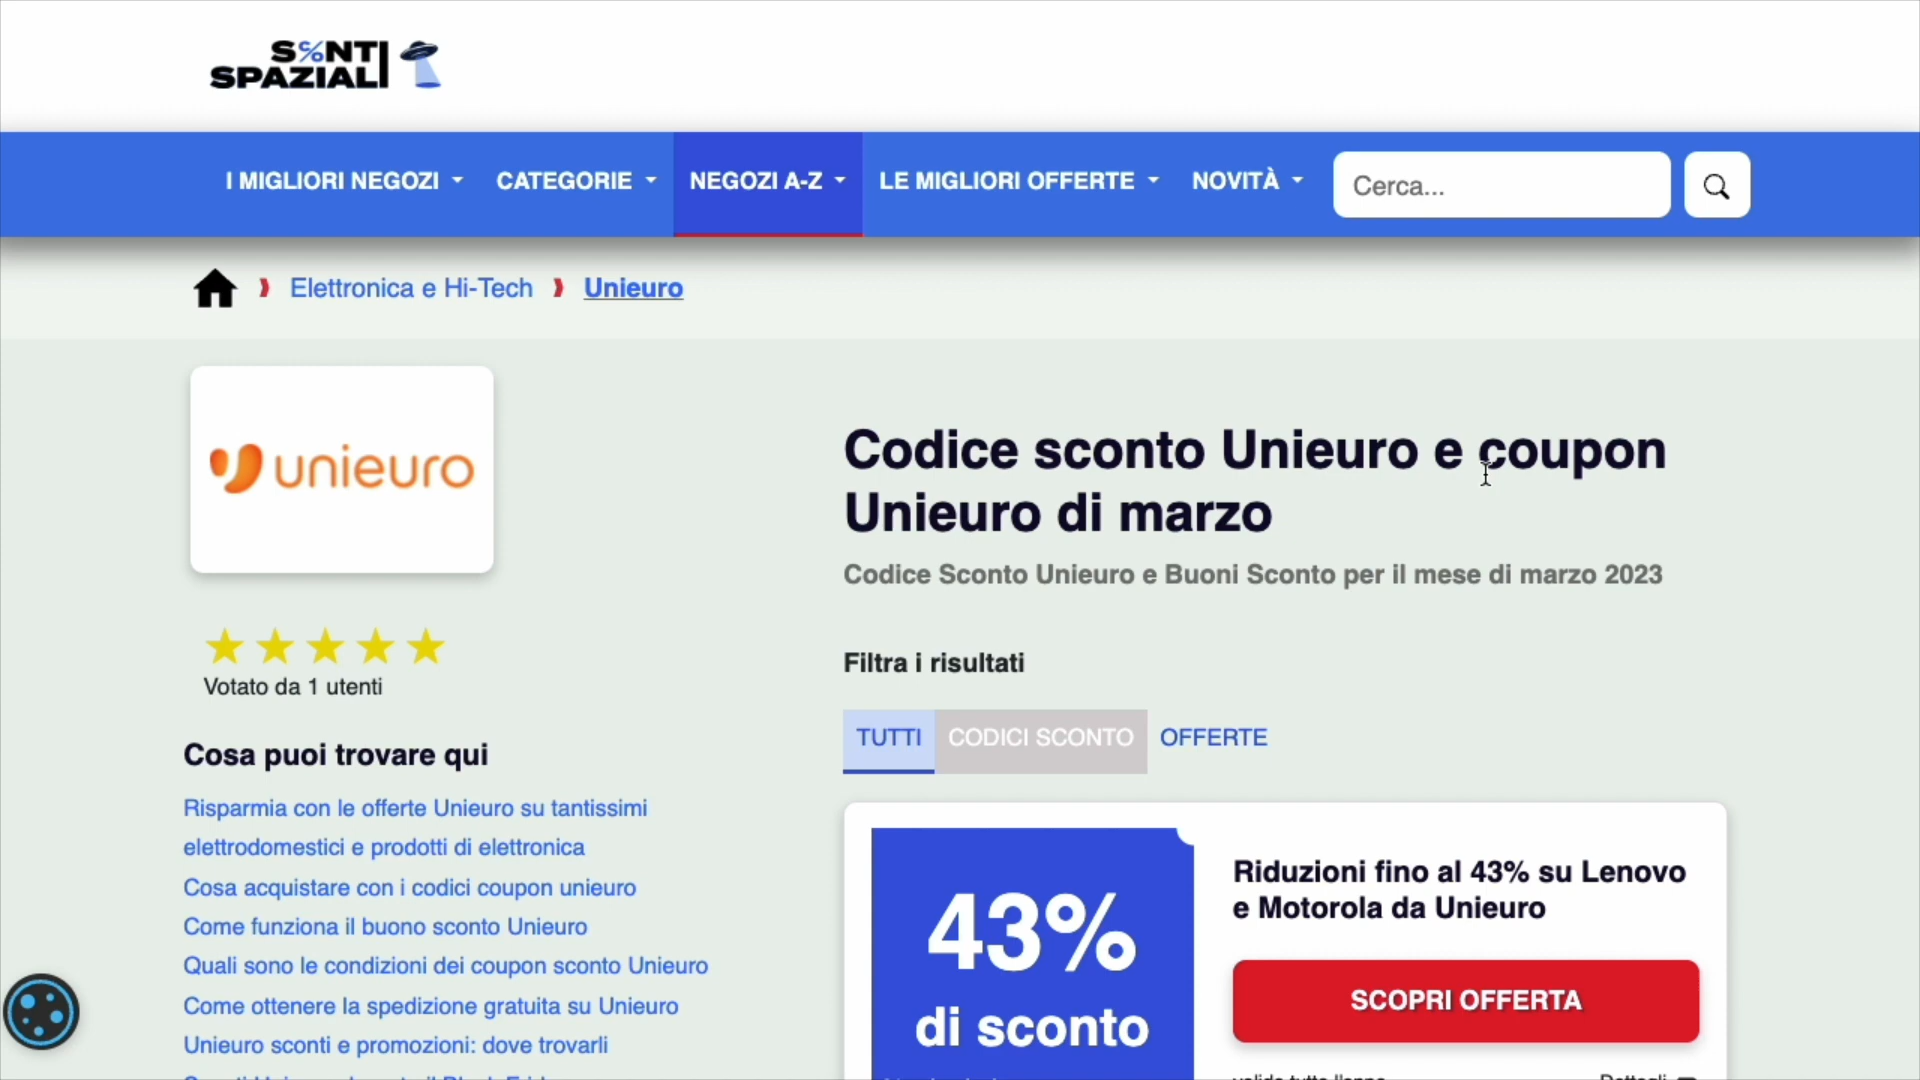 SC%NTI
SPAZIALI
I MIGLIORI NEGOZI
CATEGORIE
NEGOZI A-Z
LE MIGLIORI OFFERTE
NOVITÀ
Cerca...
Elettronica e Hi-Tech
Unieuro
unieuro
Codice sconto Unieuro e coupon
Unieuro di marzo
Codice Sconto Unieuro e Buoni Sconto per il mese di marzo 2023
Votato da 1 utenti
Filtra i risultati
TUTTI
CODICI SCONTO
OFFERTE
Cosa puoi trovare qui
Risparmia con le offerte Unieuro su tantissimi
elettrodomestici e prodotti di elettronica
Cosa acquistare con i codici coupon unieuro
Come funziona il buono sconto Unieuro
Quali sono le condizioni dei coupon sconto Unieuro
Come ottenere la spedizione gratuita su Unieuro
Unieuro sconti e promozioni: dove trovarli
43%
di sconto
Riduzioni fino al 43% su Lenovo
e Motorola da Unieuro
SCOPRI OFFERTA